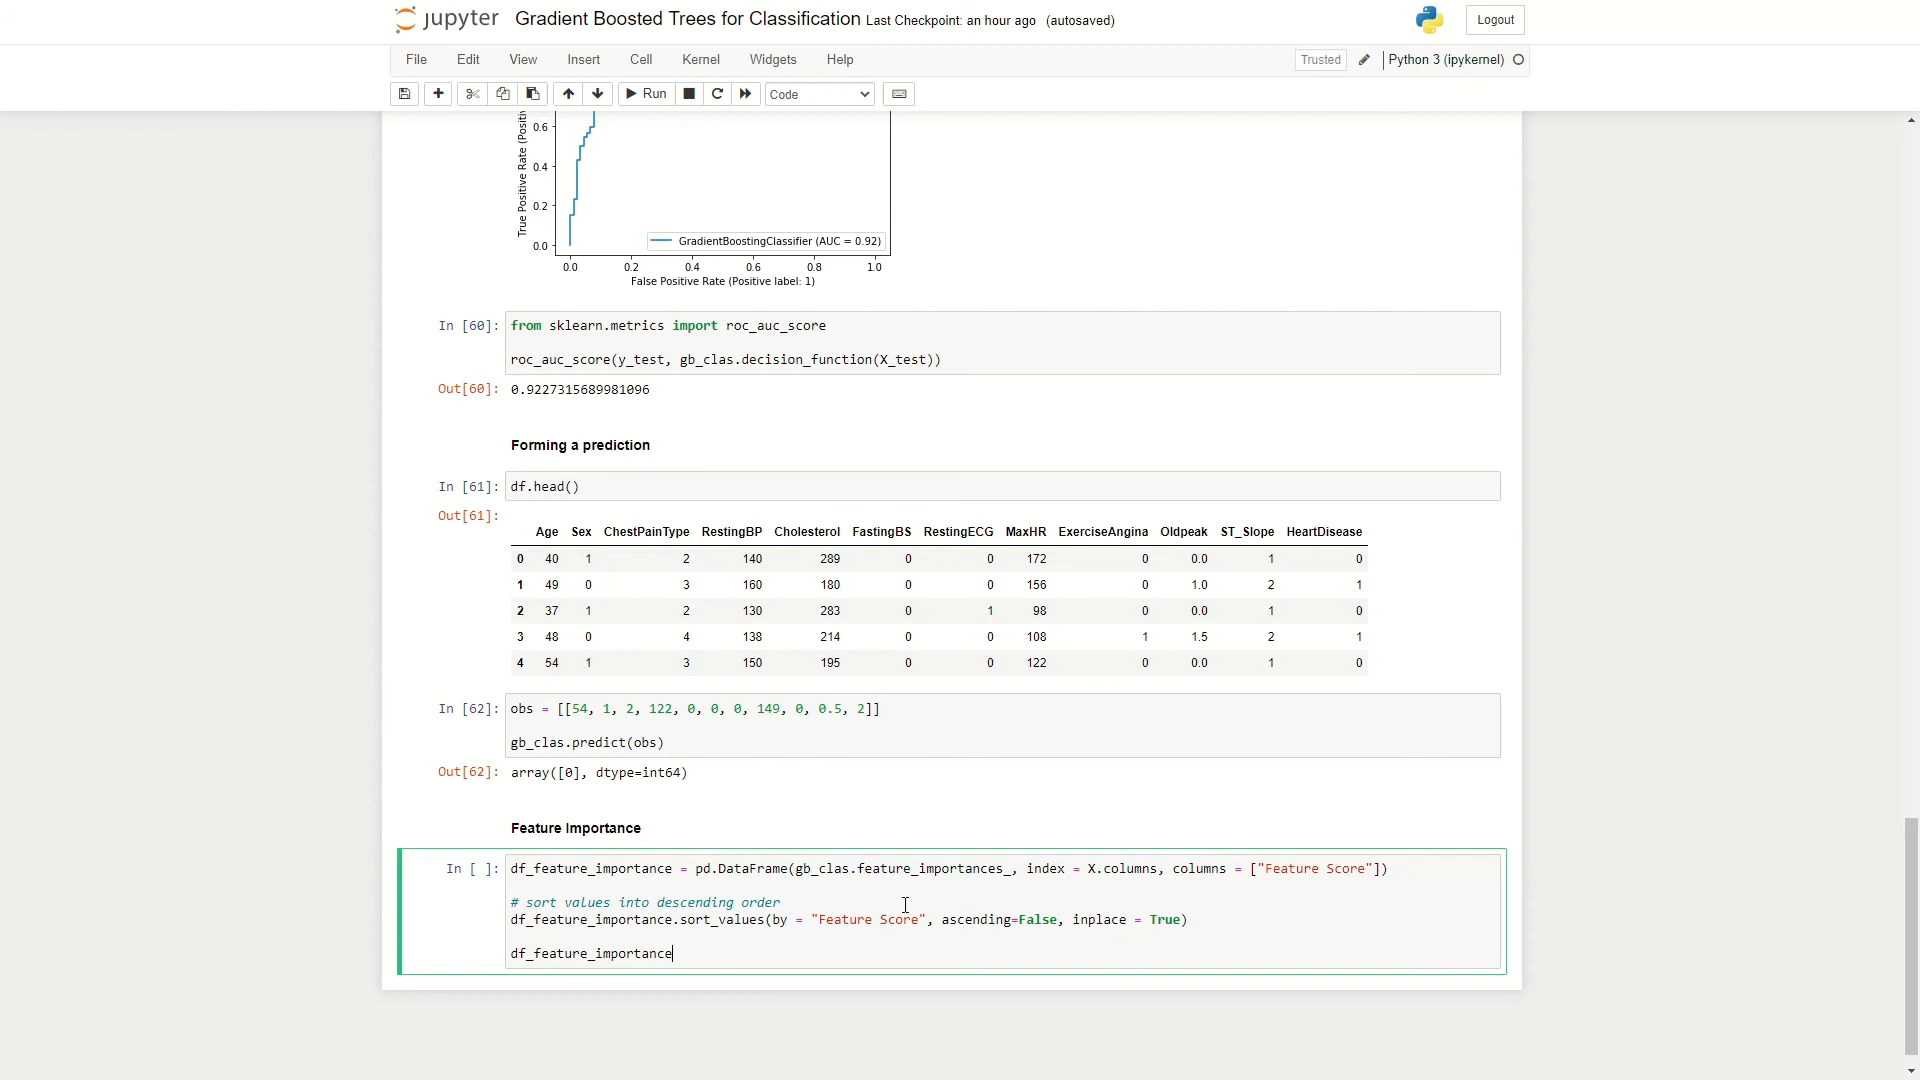 jupyter Gradient Boosted Trees for Classification Last Checkpoint: an hour ago (autosaved) Logout
File Edit View Insert Cell Kernel Widgets Help Trusted Python 3 (ipykernel)
Run Code
True Positive Rate (Positi
0.6
0.4
0.2
0.0
GradientBoostingClassifier (AUC = 0.92)
0.0 0.2 0.4 0.6 0.8 1.0
False Positive Rate (Positive label: 1)
In [60]: from sklearn.metrics import roc_auc_score
roc_auc_score(y_test, gb_clas.decision_function(X_test))
Out[60]: 0.9227315689981096
Forming a prediction
In [61]: df.head()
Out[61]:
Age Sex ChestPainType RestingBP Cholesterol FastingBS RestingECG MaxHR ExerciseAngina Oldpeak ST_Slope HeartDisease
0 40 1 2 140 289 0 0 172 0 0.0 1 0
1 49 0 3 160 180 0 0 156 0 1.0 2 1
2 37 1 2 130 283 0 1 98 0 0.0 1 0
3 48 0 4 138 214 0 0 108 1 1.5 2 1
4 54 1 3 150 195 0 0 122 0 0.0 1 0
In [62]: obs = [[54, 1, 2, 122, 0, 0, 0, 149, 0, 0.5, 2]]
gb_clas.predict(obs)
Out[62]: array([0], dtype=int64)
Feature Importance
In [ ]: df_feature_importance = pd.DataFrame(gb_clas.feature_importances_, index = X.columns, columns = ["Feature Score"])
# sort values into descending order
df_feature_importance.sort_values(by = "Feature Score", ascending=False, inplace = True)
df_feature_importance